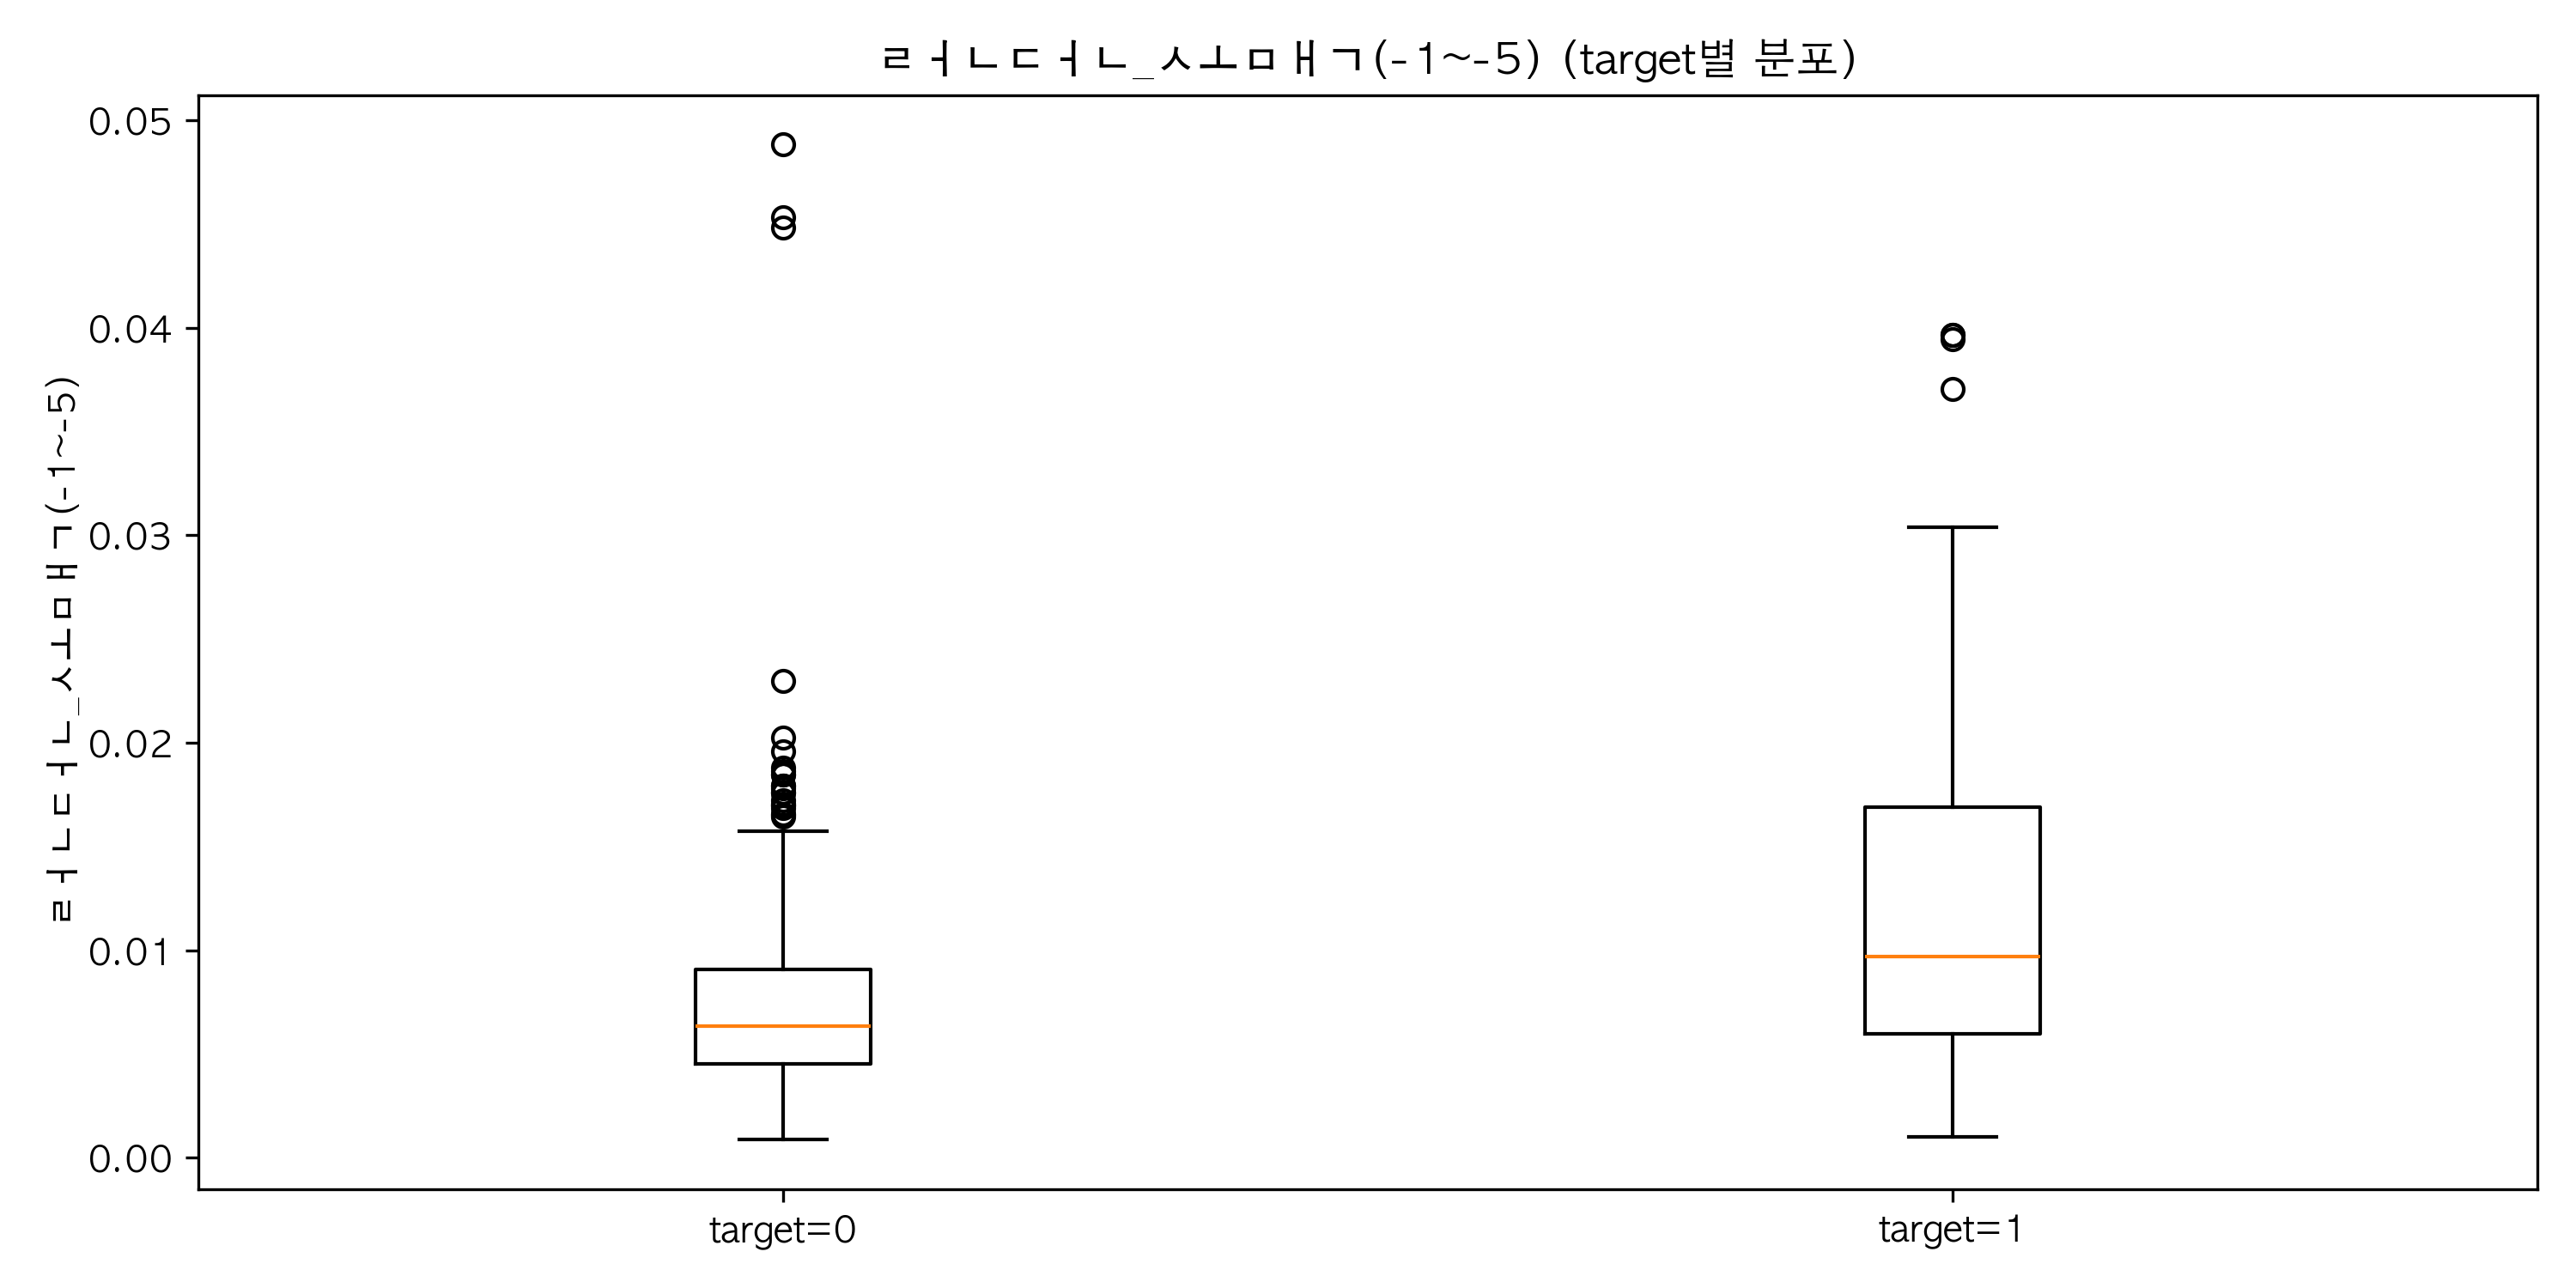 ㄹㅓㄴㄷㅓㄴ_ㅅㅗㅁㅐㄱ(-1~-5) (target별 분포)
ㄹㅓㄴㄷㅓㄴ_ㅅㅗㅁㅐㄱ(-1~-5)
0.05
0.04
0.03
0.02
0.01
0.00
target=0
target=1